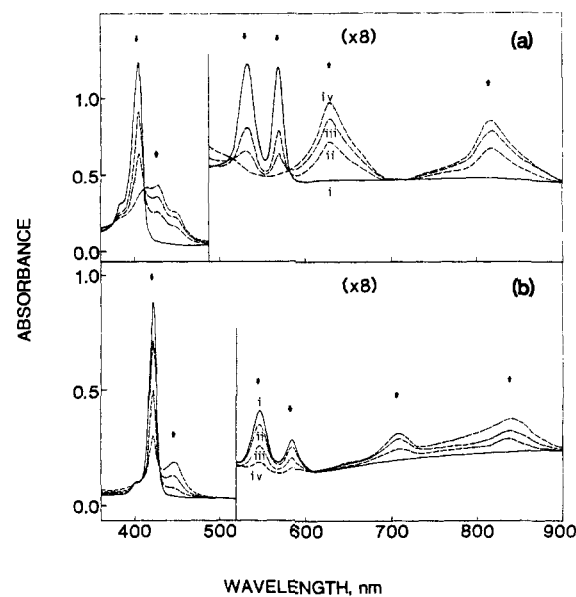 (x8)
(a)
1.0
iv
iii
ii
0.5
i
0.0
ABSORBANCE
1.0
(x8)
(b)
0.5
i
ii
iii
iv
0.0
400 500 600 700 800 900
WAVELENGTH, nm